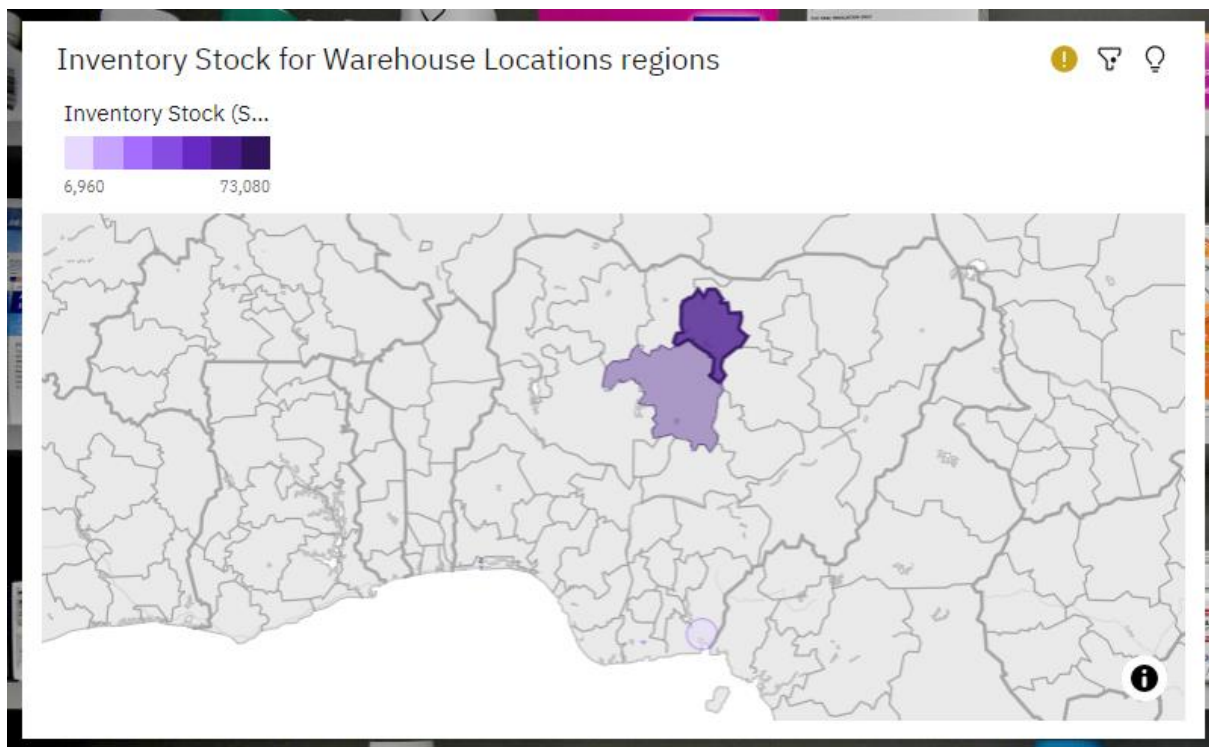 Inventory Stock for Warehouse Locations regions
Inventory Stock (S...
6,960 73,080